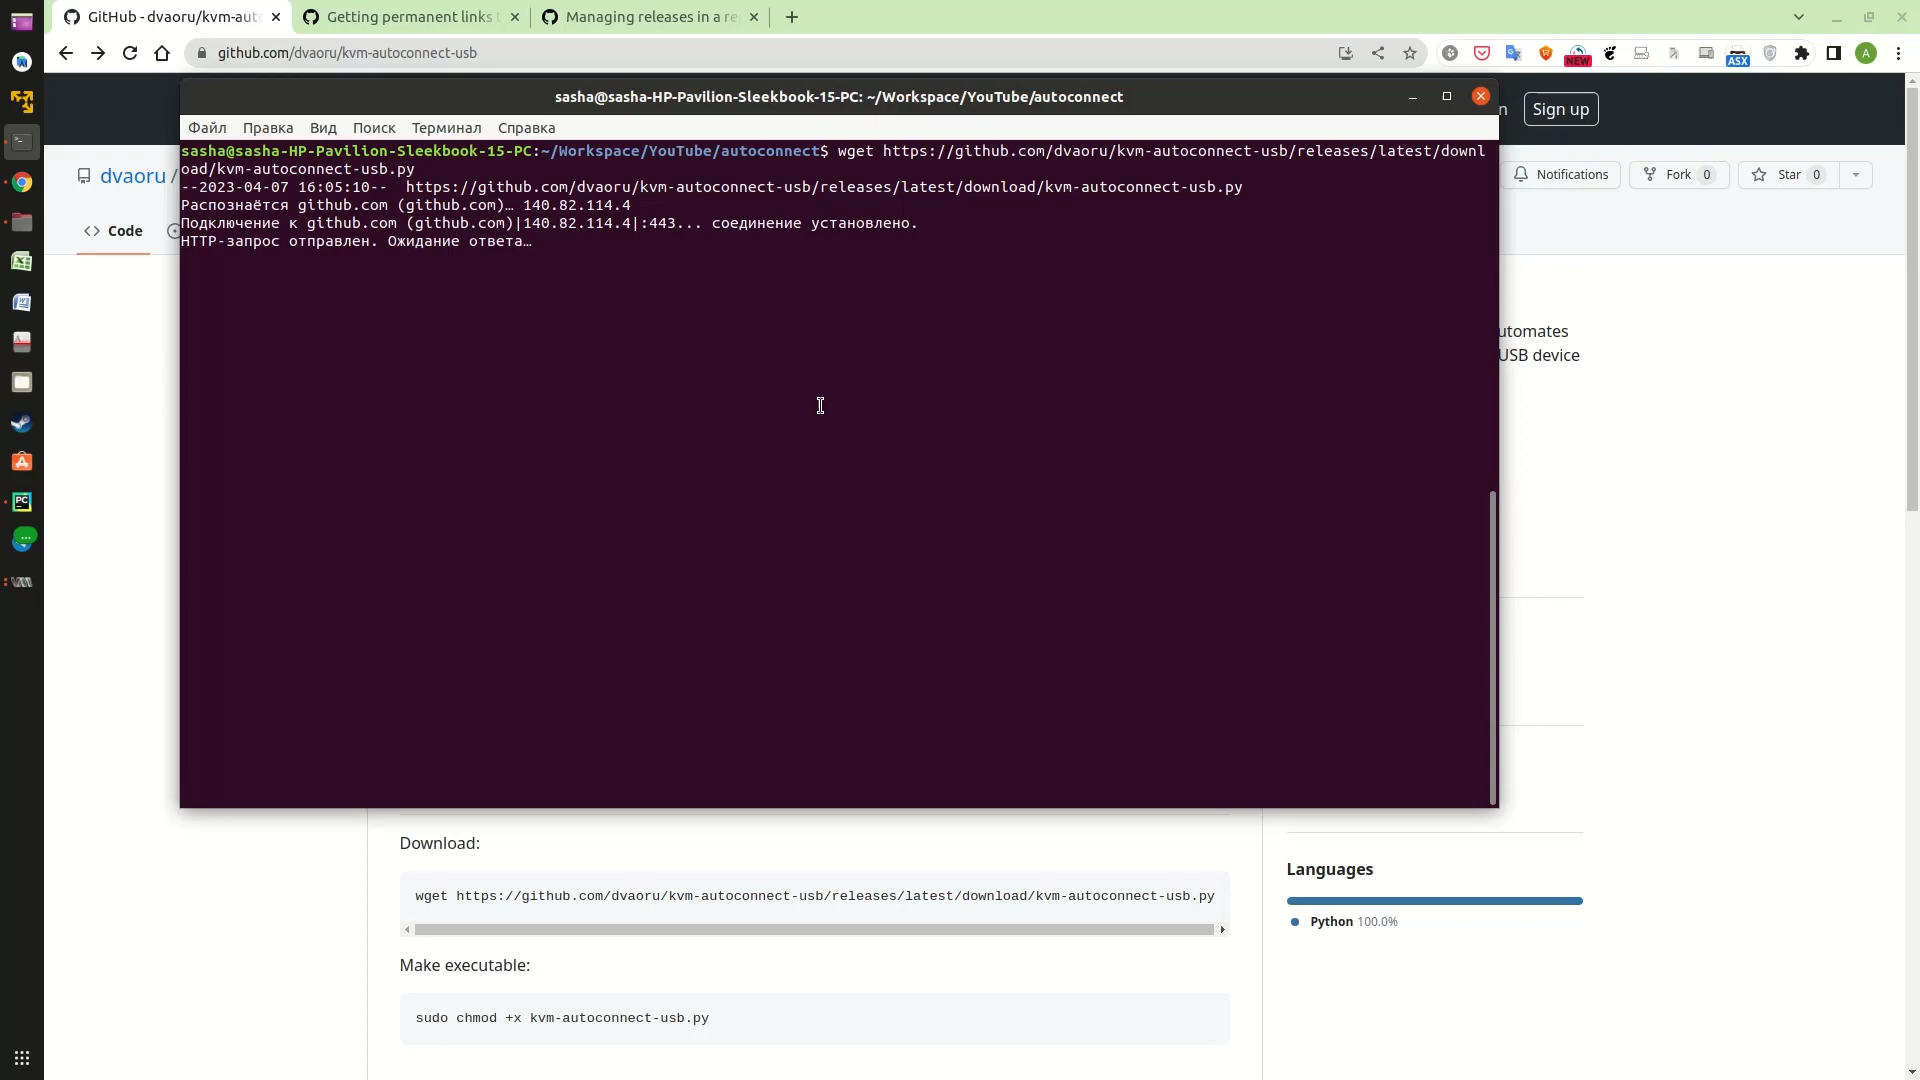 GitHub - dvaoru/kvm-aut
Getting permanent links
Managing releases in a re
github.com/dvaoru/kvm-autoconnect-usb
NEW
ASX
A
sasha@sasha-HP-Pavilion-Sleekbook-15-PC: ~/Workspace/YouTube/autoconnect
n
Sign up
Файл Правка Вид Поиск Терминал Справка
sasha@sasha-HP-Pavilion-Sleekbook-15-PC:~/Workspace/YouTube/autoconnect$ wget https://github.com/dvaoru/kvm-autoconnect-usb/releases/latest/downl
oad/kvm-autoconnect-usb.py
--2023-04-07 16:05:10--  https://github.com/dvaoru/kvm-autoconnect-usb/releases/latest/download/kvm-autoconnect-usb.py
Распознаётся github.com (github.com)… 140.82.114.4
Подключение к github.com (github.com)|140.82.114.4|:443... соединение установлено.
HTTP-запрос отправлен. Ожидание ответа…
dvaoru /
Notifications
Fork 0
Star 0
<> Code
utomates
USB device
PC
Download:
wget https://github.com/dvaoru/kvm-autoconnect-usb/releases/latest/download/kvm-autoconnect-usb.py
Languages
Python 100.0%
Make executable:
sudo chmod +x kvm-autoconnect-usb.py